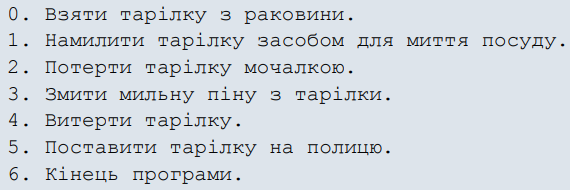 0. Взяти тарілку з раковини.
1. Намилити тарілку засобом для миття посуду.
2. Потерти тарілку мочалкою.
3. Змити мильну піну з тарілки.
4. Витерти тарілку.
5. Поставити тарілку на полицю.
6. Кінець програми.